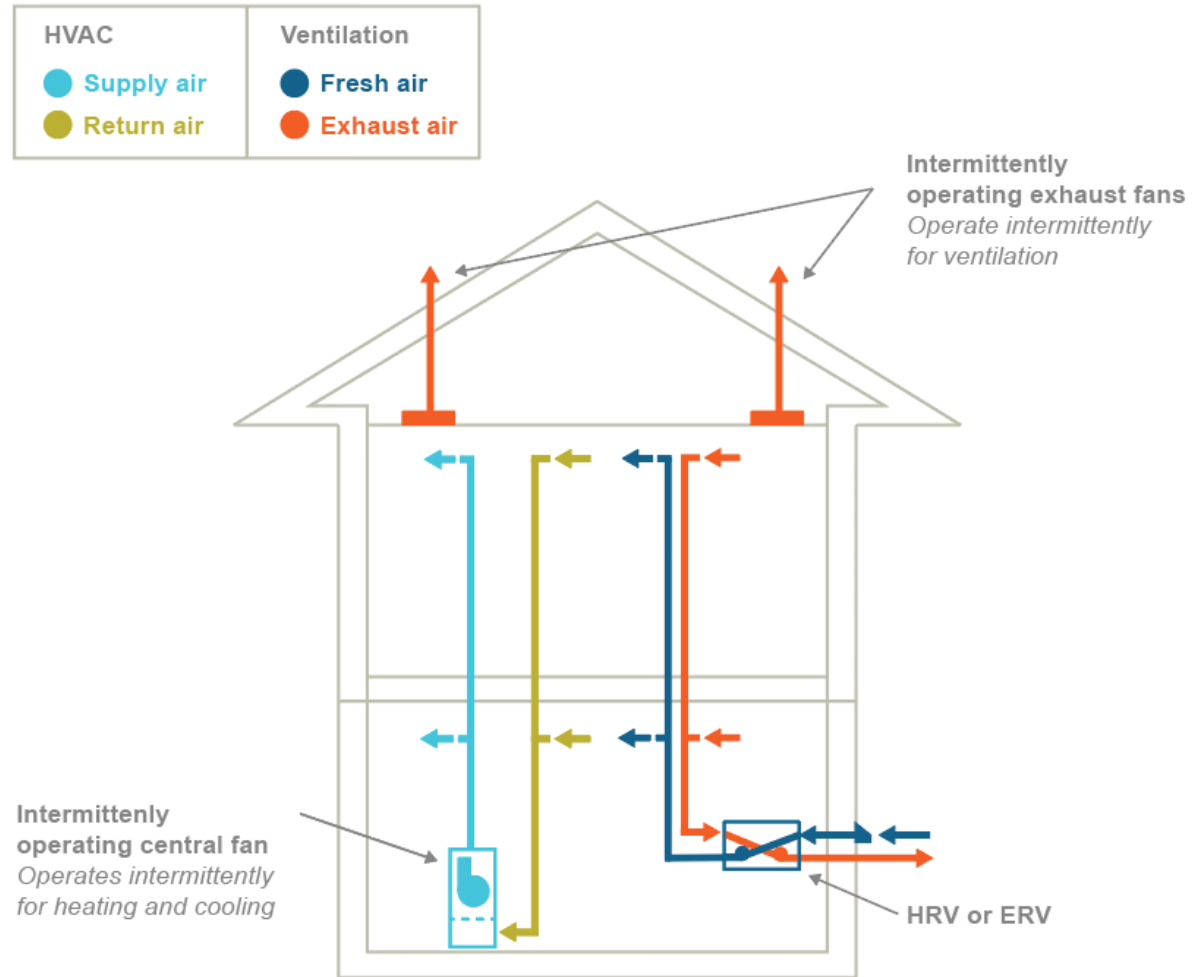 HVAC
Supply air
Return air
Ventilation
Fresh air
Exhaust air
Intermittently
operating exhaust fans
Operate intermittently
for ventilation
Intermittenly
operating central fan
Operates intermittently
for heating and cooling
HRV or ERV